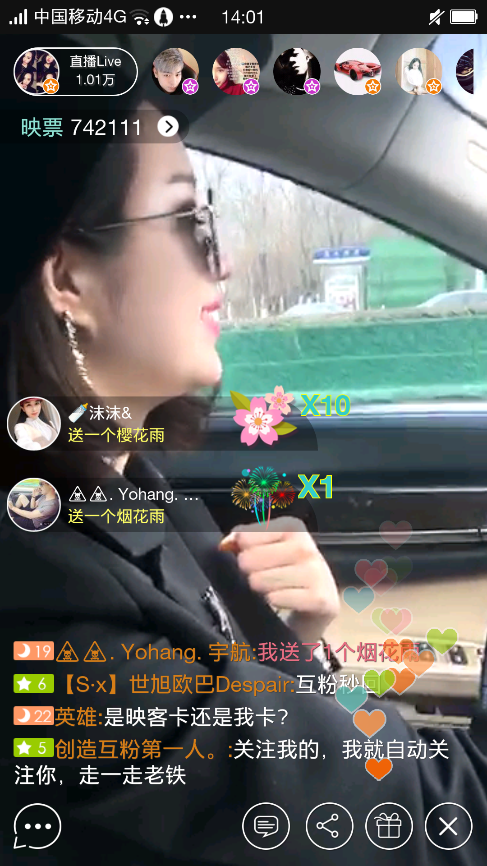 中国移动4G 14:01
直播Live
1.01万
映票 742111
沫沫&
送一个樱花雨
X10
. Yohang. ...
送一个烟花雨
X1
19 . Yohang. 宇航:我送了1个烟花
6 【S·x】世旭欧巴Despair:互粉秒回
22 英雄:是映客卡还是我卡?
5 创造互粉第一人。:关注我的，我就自动关
注你，走一走老铁